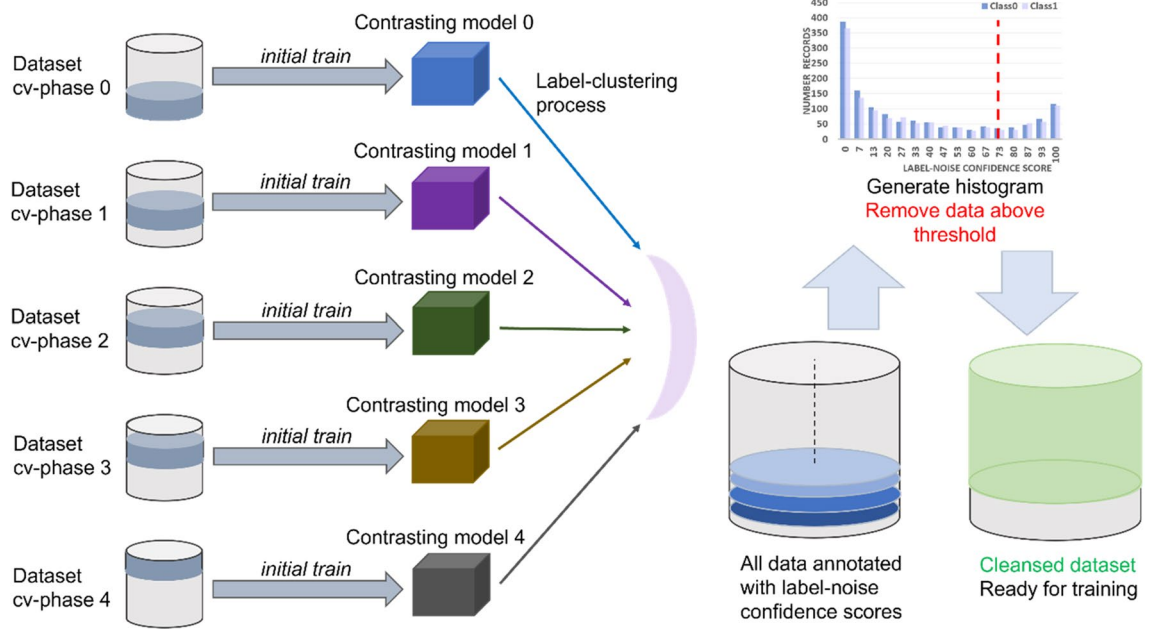 Dataset
cv-phase 0
initial train
Contrasting model 0
Label-clustering
process
Dataset
cv-phase 1
initial train
Contrasting model 1
Dataset
cv-phase 2
initial train
Contrasting model 2
Dataset
cv-phase 3
initial train
Contrasting model 3
Dataset
cv-phase 4
initial train
Contrasting model 4
Class0 Class1
NUMBER RECORDS
450
400
350
300
250
200
150
100
50
0
0 7 13 20 27 33 40 47 53 60 67 73 80 87 93 100
LABEL-NOISE CONFIDENCE SCORE
Generate histogram
Remove data above
threshold
All data annotated
with label-noise
confidence scores
Cleansed dataset
Ready for training